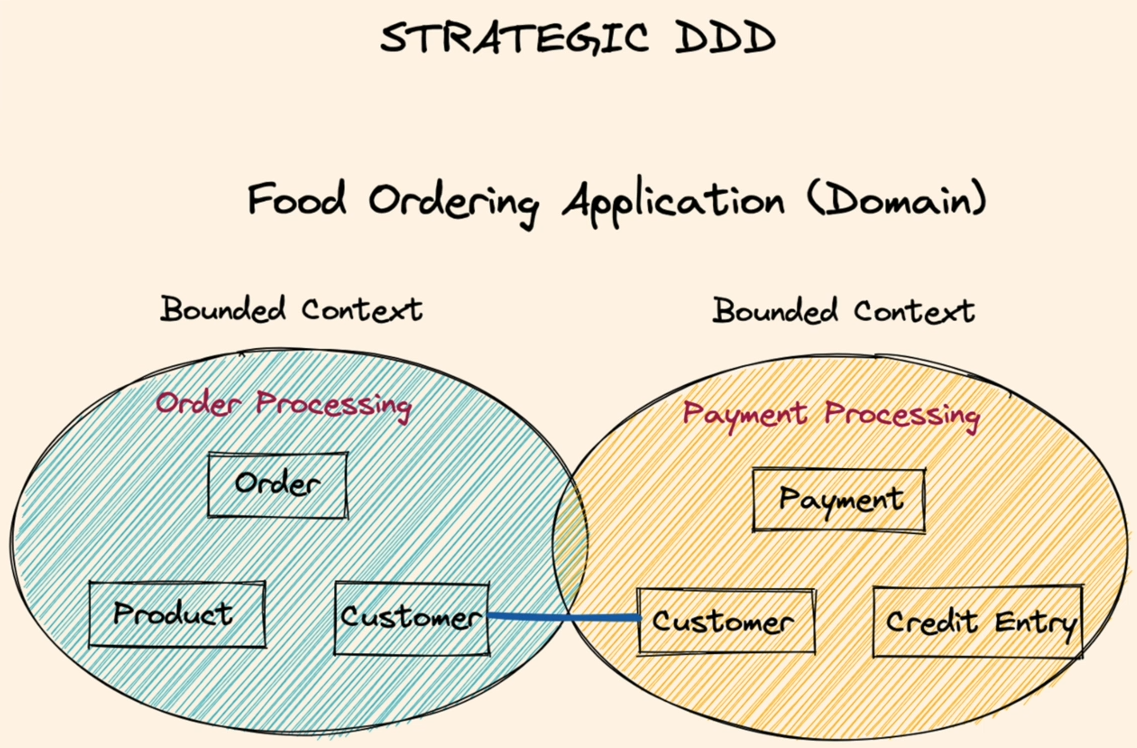 STRATEGIC DDD
Food Ordering Application (Domain)
Bounded Context
Bounded Context
Order Processing
Payment Processing
Order
Payment
Product
Customer
Customer
Credit Entry